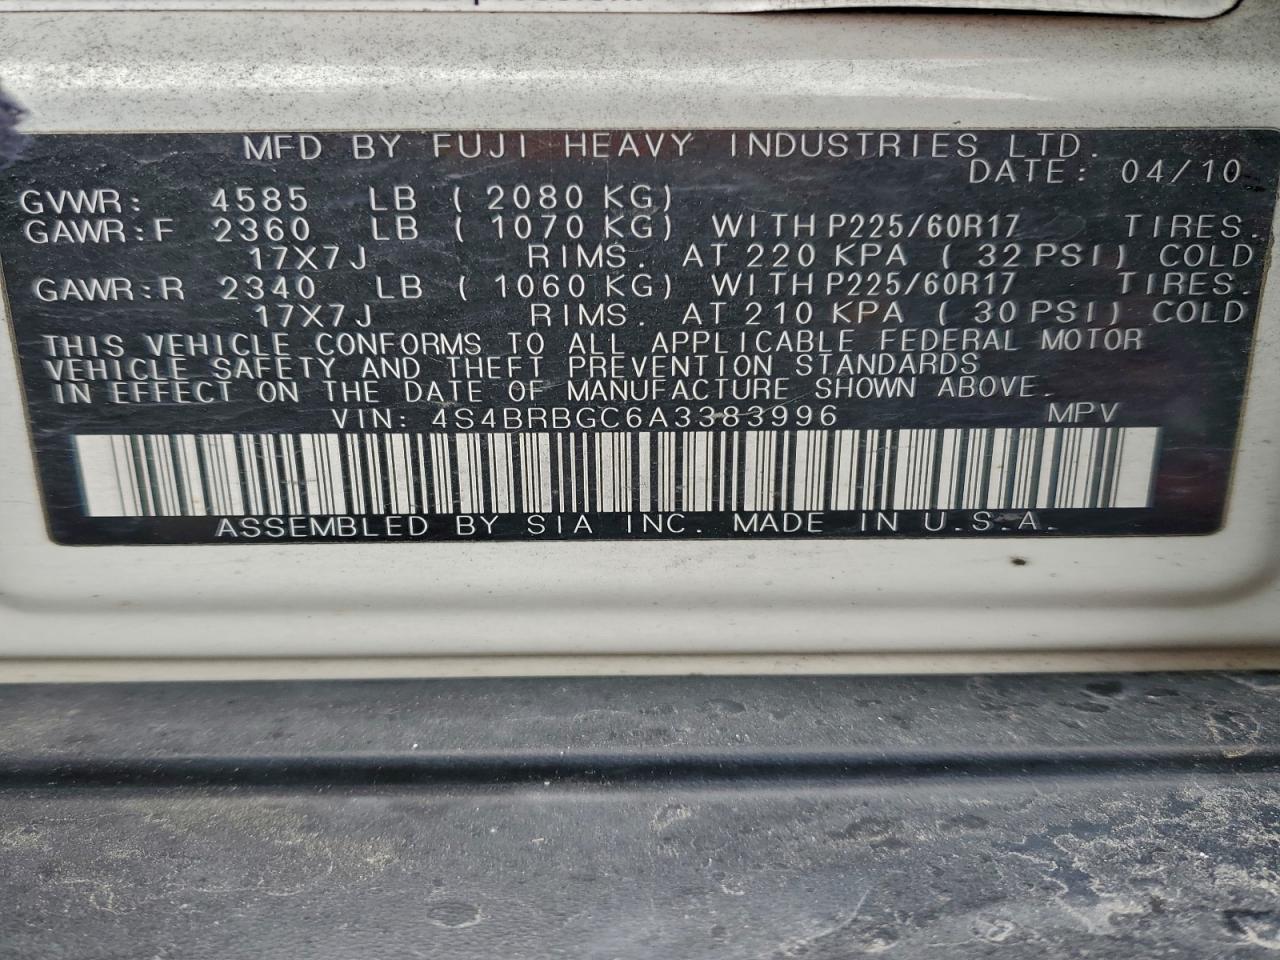 MFD BY FUJI HEAVY INDUSTRIES LTD.
DATE: 04/10
GVWR: 4585 LB ( 2080 KG)
GAWR:F 2360 LB ( 1070 KG) WITH P225/60R17 TIRES.
17X7J RIMS. AT 220 KPA ( 32 PSI) COLD
GAWR:R 2340 LB ( 1060 KG) WITH P225/60R17 TIRES.
17X7J RIMS. AT 210 KPA ( 30 PSI) COLD
THIS VEHICLE CONFORMS TO ALL APPLICABLE FEDERAL MOTOR
VEHICLE SAFETY AND THEFT PREVENTION STANDARDS
IN EFFECT ON THE DATE OF MANUFACTURE SHOWN ABOVE.
VIN: 4S4BRBGC6A3383996 MPV
ASSEMBLED BY SIA INC. MADE IN U.S.A.